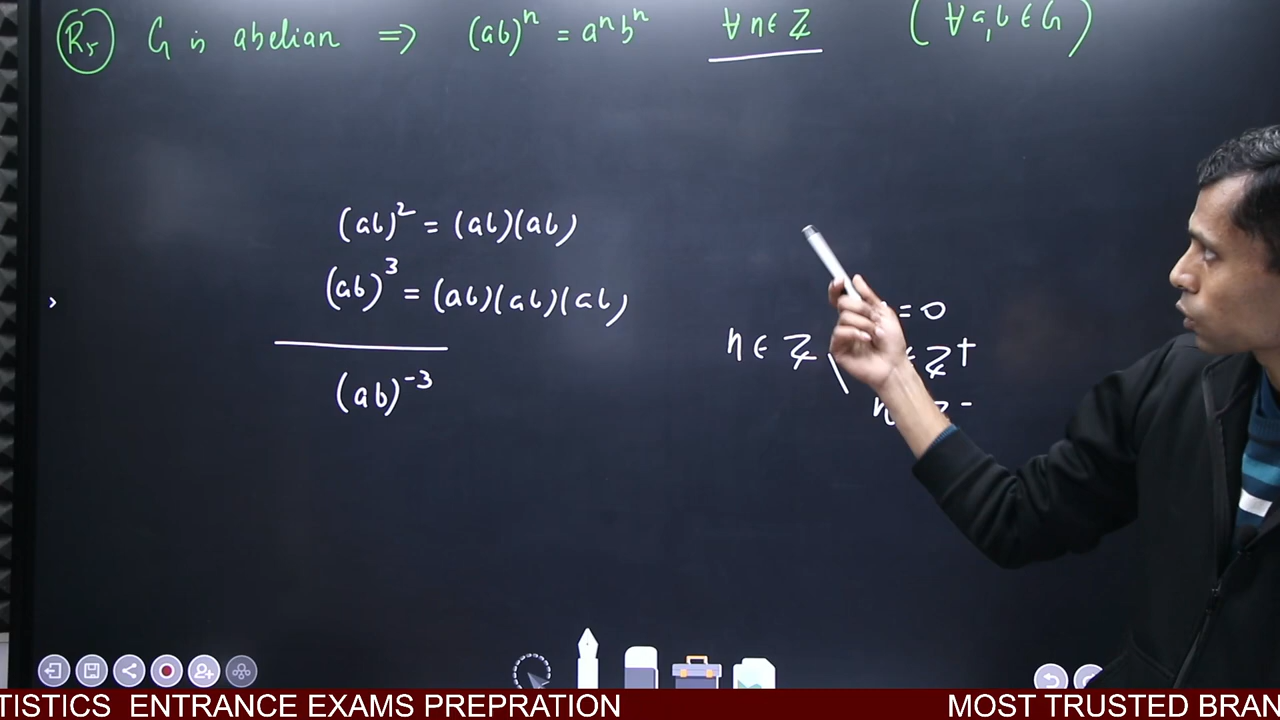 R₅ G is abelian ⇒ (ab)ⁿ = aⁿbⁿ ∀ n ∈ ℤ (∀ a,b ∈ G)
(ab)² = (ab)(ab)
(ab)³ = (ab)(ab)(ab)
(ab)⁻³
= 0
n ∈ ℤ
ℤ⁺
TISTICS ENTRANCE EXAMS PREPRATION MOST TRUSTED BRAN